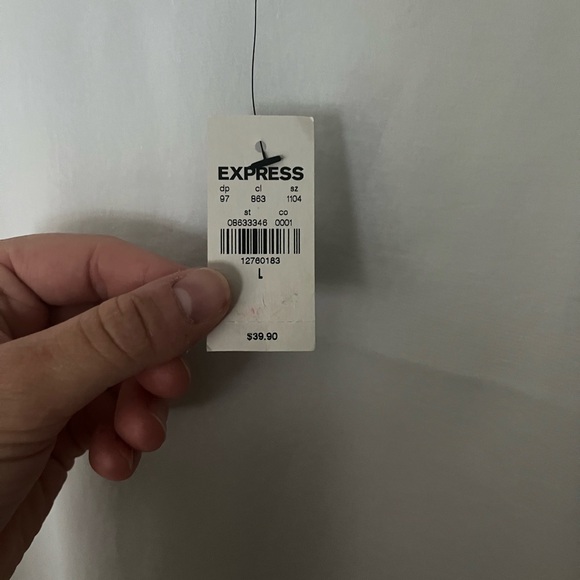 EXPRESS
dp cl sz
97 863 1104
st co
08633346 0001
12760183
L
$39.90